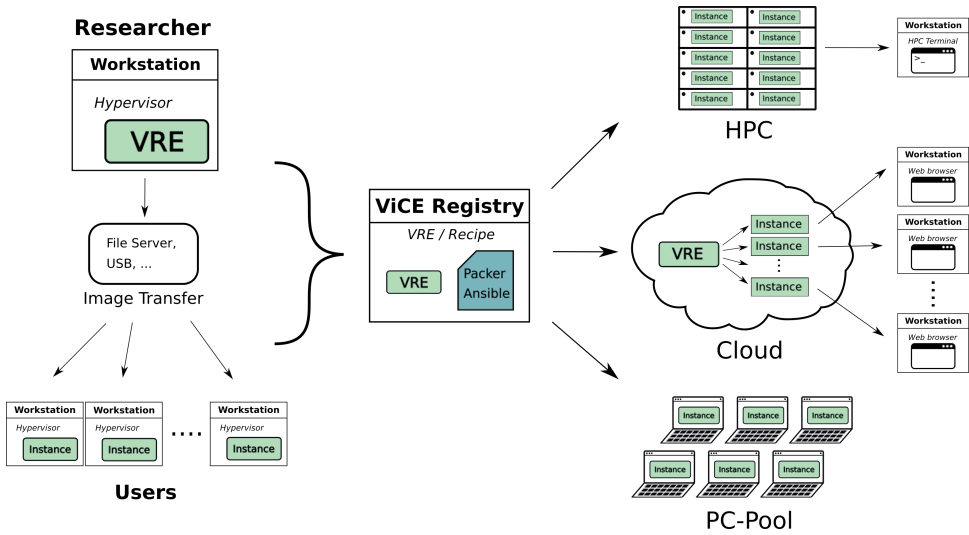 Researcher
Workstation
Hypervisor
VRE
File Server,
USB, ...
Image Transfer
Workstation
Hypervisor
Instance
Workstation
Hypervisor
Instance
....
Workstation
Hypervisor
Instance
Users
ViCE Registry
VRE / Recipe
VRE
Packer
Ansible
Instance
Instance
Instance
Instance
Instance
Instance
Instance
Instance
Instance
Instance
HPC
Workstation
HPC Terminal
>_
VRE
Instance
Instance
Instance
Cloud
Workstation
Web browser
Workstation
Web browser
Workstation
Web browser
Instance
Instance
Instance
Instance
Instance
Instance
PC-Pool